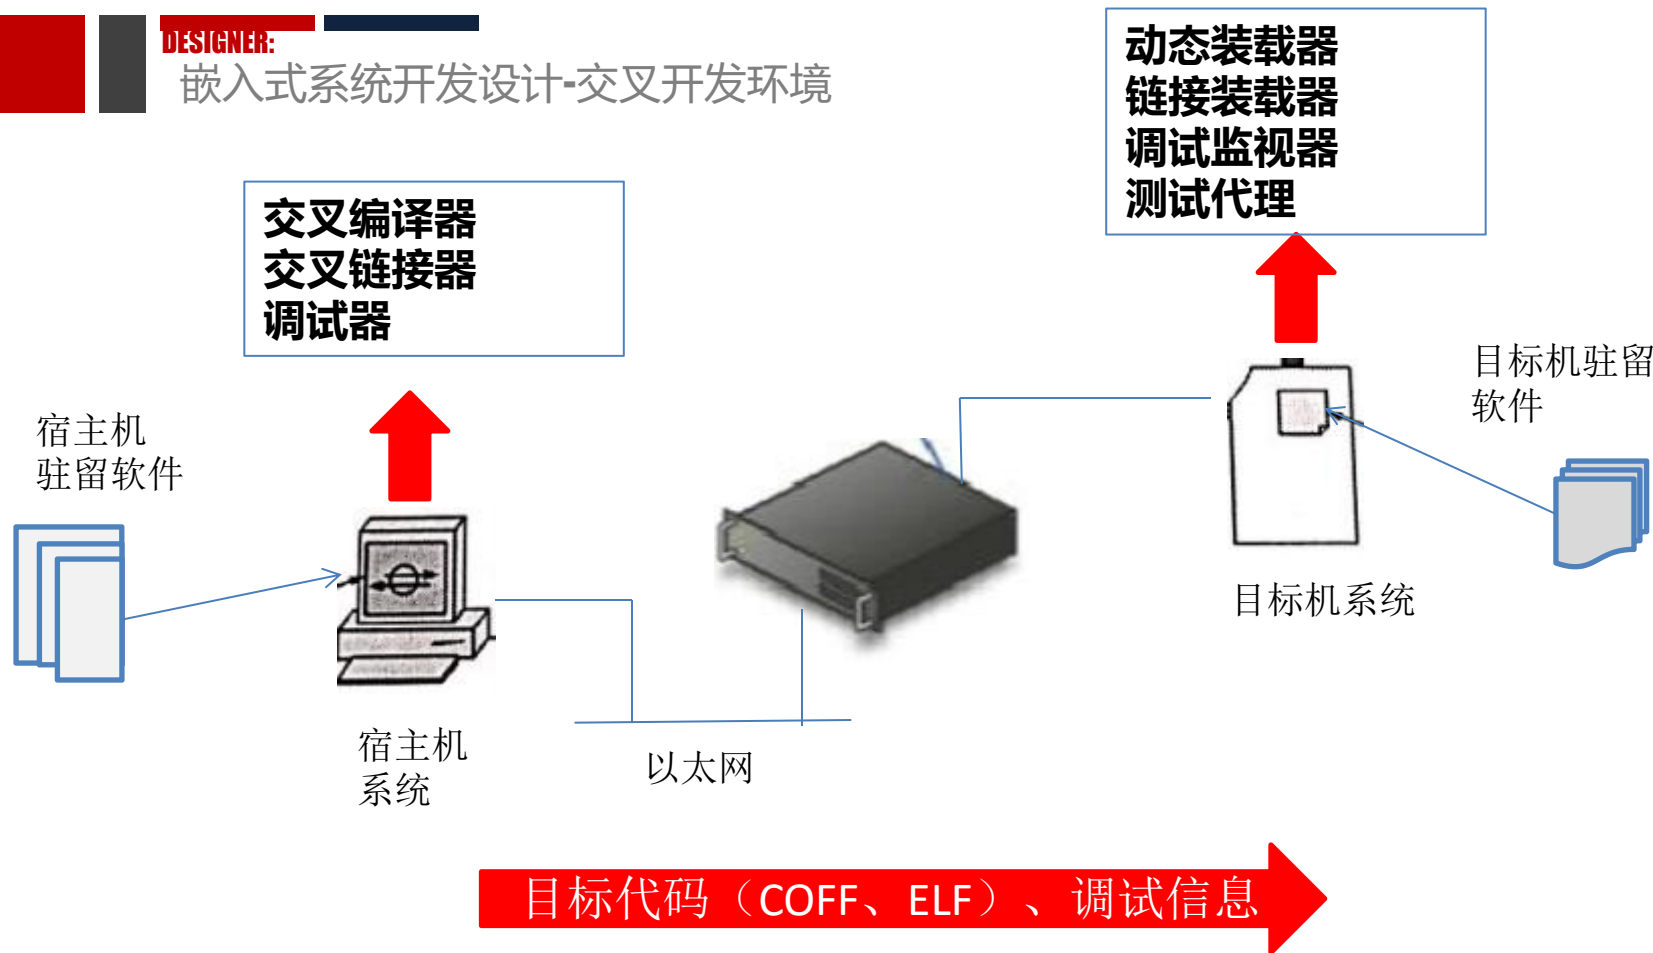 DESIGNER:
嵌入式系统开发设计-交叉开发环境
动态装载器
链接装载器
调试监视器
测试代理
交叉编译器
交叉链接器
调试器
目标机驻留
软件
宿主机
驻留软件
目标机系统
宿主机
系统
以太网
目标代码（COFF、ELF）、调试信息